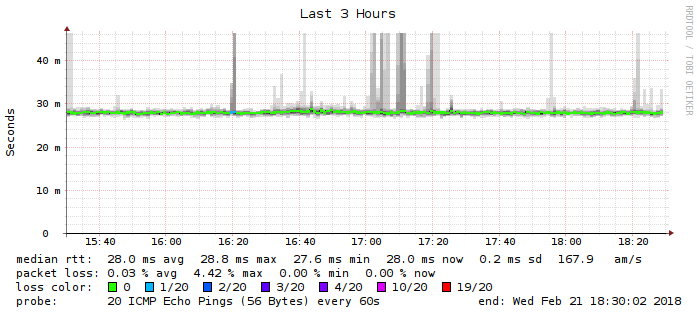 Last 3 Hours
RRDTOOL / TOBI OETIKER
Seconds
40 m
30 m
20 m
10 m
0
15:40 16:00 16:20 16:40 17:00 17:20 17:40 18:00 18:20
median rtt: 28.0 ms avg 28.8 ms max 27.6 ms min 28.0 ms now 0.2 ms sd 167.9 am/s
packet loss: 0.03 % avg 4.42 % max 0.00 % min 0.00 % now
loss color: 0 1/20 2/20 3/20 4/20 10/20 19/20
probe: 20 ICMP Echo Pings (56 Bytes) every 60s end: Wed Feb 21 18:30:02 2018